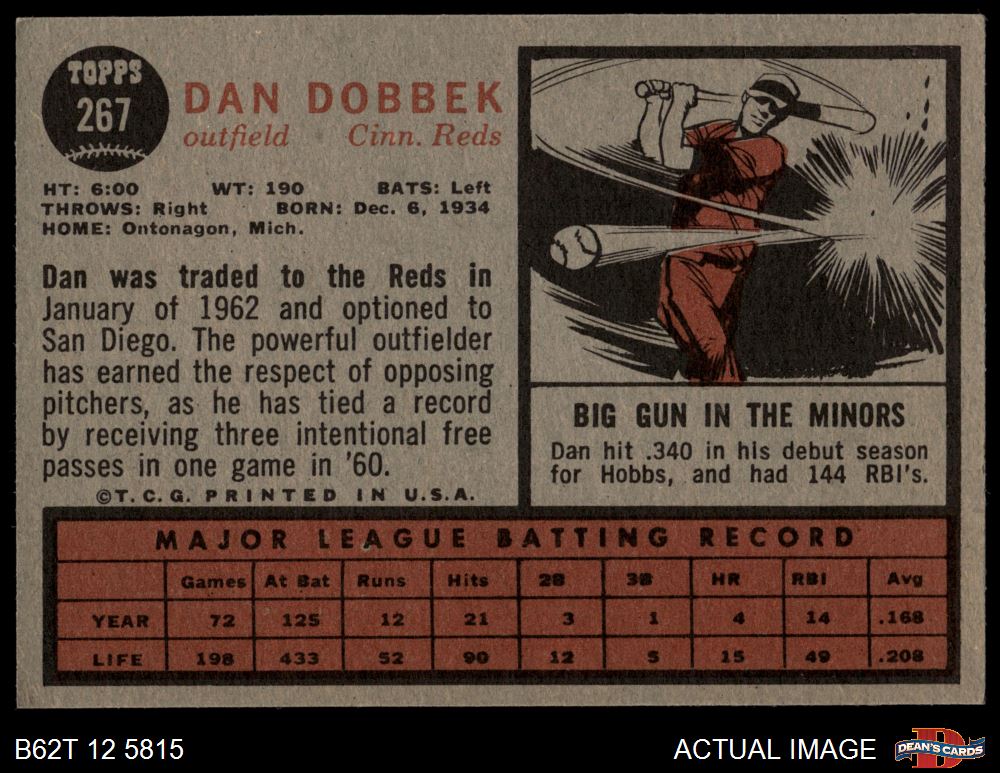 TOPPS
267
DAN DOBBEK
outfield Cinn. Reds
HT: 6:00 WT: 190 BATS: Left
THROWS: Right BORN: Dec. 6, 1934
HOME: Ontonagon, Mich.
Dan was traded to the Reds in
January of 1962 and optioned to
San Diego. The powerful outfielder
has earned the respect of opposing
pitchers, as he has tied a record
by receiving three intentional free
passes in one game in '60.
©T.C.G. PRINTED IN U.S.A.
BIG GUN IN THE MINORS
Dan hit .340 in his debut season
for Hobbs, and had 144 RBI's.
MAJOR LEAGUE BATTING RECORD
Games At Bat Runs Hits 2B 3B HR RBI Avg
YEAR 72 125 12 21 3 1 4 14 .168
LIFE 198 433 52 90 12 5 15 49 .208
B62T 12 5815
ACTUAL IMAGE
DEAN'S CARDS